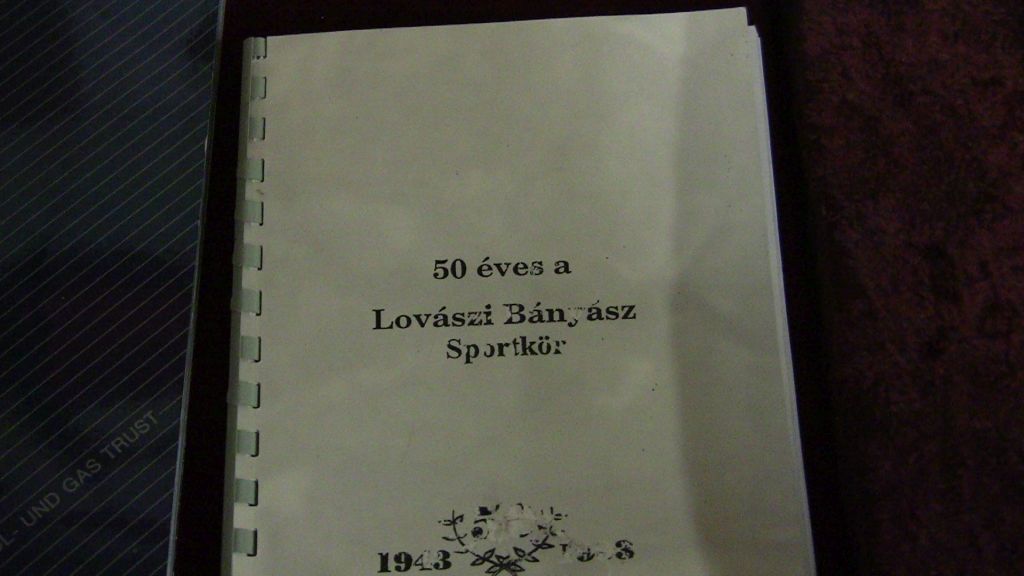 50 éves a
Lovászi Bányász
Sportkör
1943
UND GAS TRUST